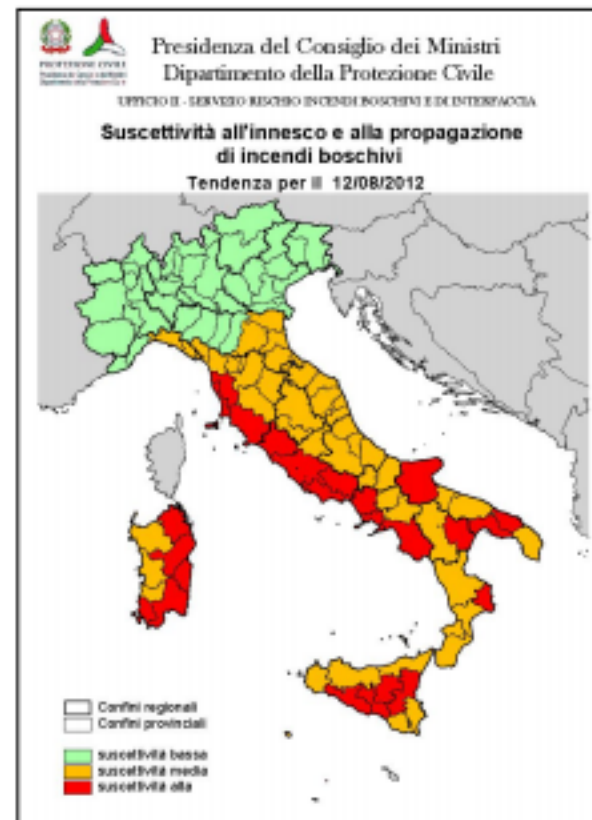 PROTEZIONE CIVILE
Presidenza del Consiglio dei Ministri
Dipartimento della Protezione Civile
UFFICIO II - SERVIZIO RISCHIO INCENDI BOSCHIVI E DI INTERFACCIA
Suscettività all'innesco e alla propagazione
di incendi boschivi
Tendenza per il 12/08/2012
Confini regionali
Confini provinciali
suscettività bassa
suscettività media
suscettività alta